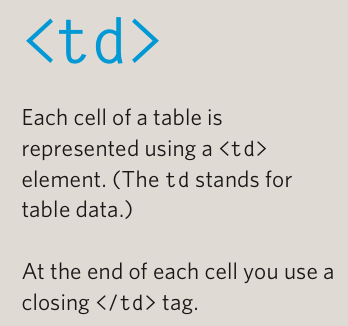 <td>
Each cell of a table is
represented using a <td>
element. (The td stands for
table data.)
At the end of each cell you use a
closing </td> tag.